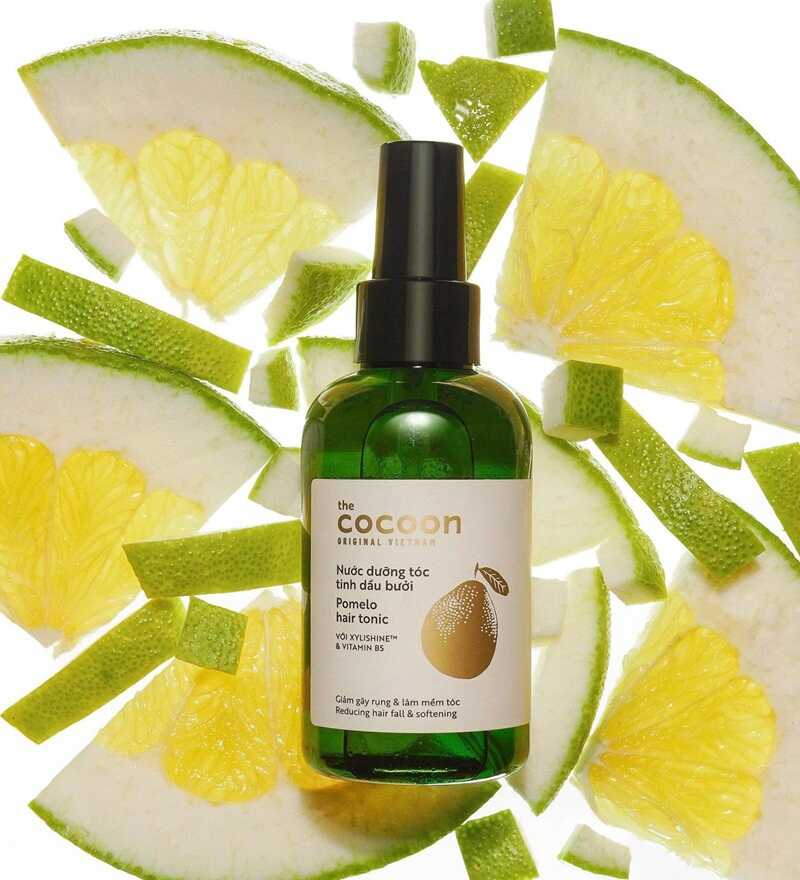 the
cocoon
ORIGINAL VIETNAM
Nước dưỡng tóc
tinh dầu bưởi
Pomelo
hair tonic
VỚI XYLISHINE™
& VITAMIN B5
Giảm gãy rụng & làm mềm tóc
Reducing hair fall & softening